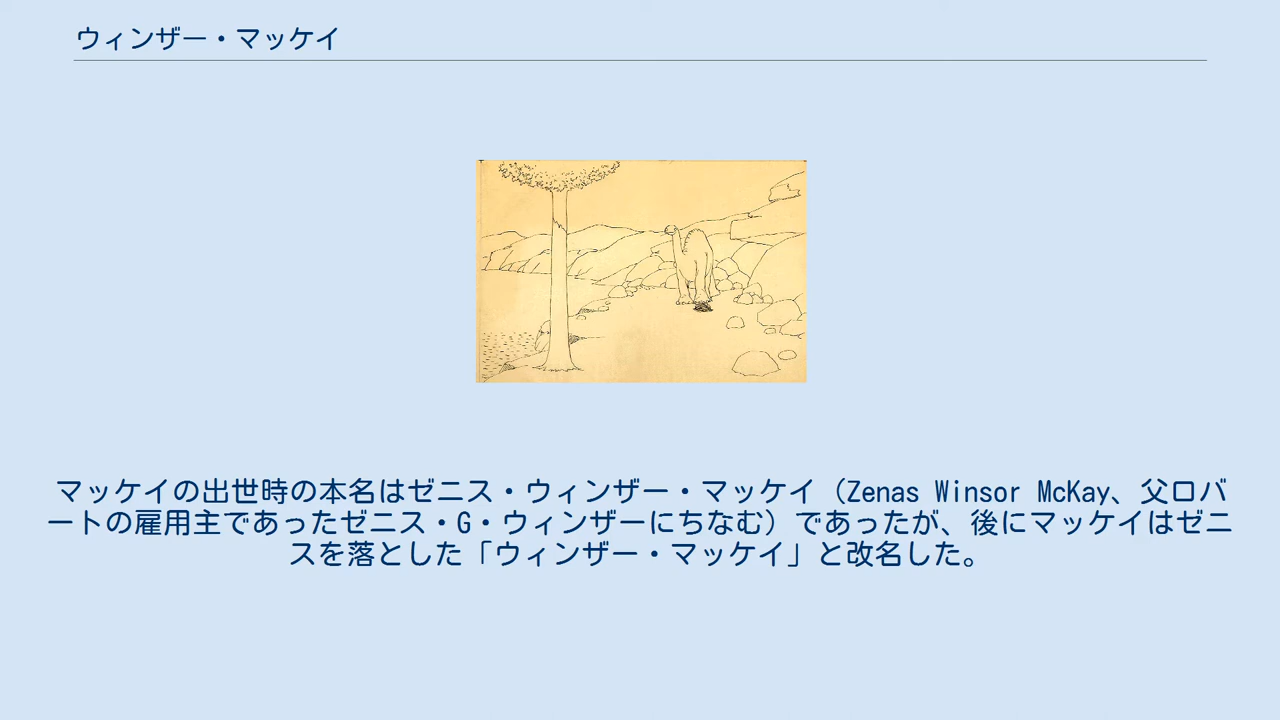 ウィンザー・マッケイ
マッケイの出世時の本名はゼニス・ウィンザー・マッケイ（Zenas Winsor McKay、父ロバ
ートの雇用主であったゼニス・G・ウィンザーにちなむ）であったが、後にマッケイはゼニ
スを落とした「ウィンザー・マッケイ」と改名した。